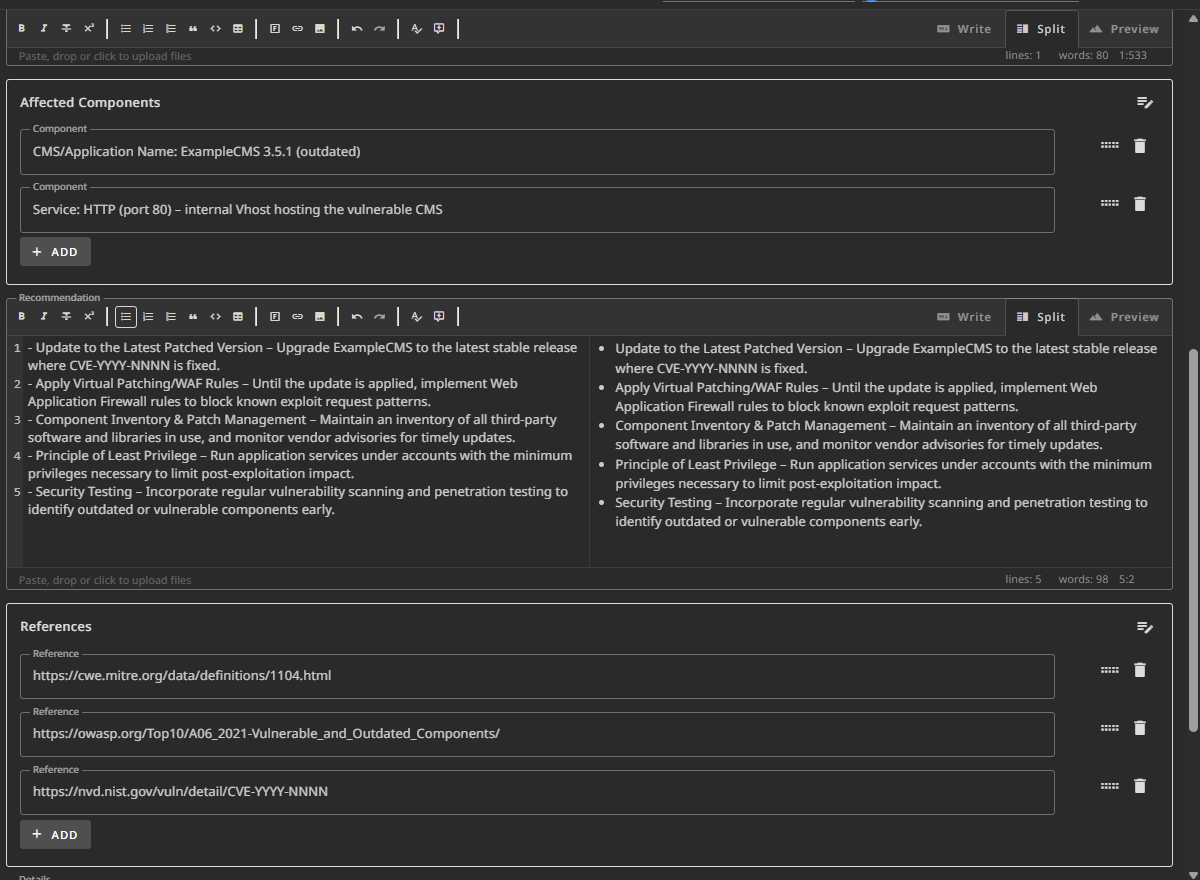 Write Split Preview
Paste, drop or click to upload files lines: 1 words: 80 1:533
Affected Components
Component
CMS/Application Name: ExampleCMS 3.5.1 (outdated)
Component
Service: HTTP (port 80) – internal Vhost hosting the vulnerable CMS
+ ADD
Recommendation
Write Split Preview
1 - Update to the Latest Patched Version – Upgrade ExampleCMS to the latest stable release
where CVE-YYYY-NNNN is fixed.
2 - Apply Virtual Patching/WAF Rules – Until the update is applied, implement Web
Application Firewall rules to block known exploit request patterns.
3 - Component Inventory & Patch Management – Maintain an inventory of all third-party
software and libraries in use, and monitor vendor advisories for timely updates.
4 - Principle of Least Privilege – Run application services under accounts with the minimum
privileges necessary to limit post-exploitation impact.
5 - Security Testing – Incorporate regular vulnerability scanning and penetration testing to
identify outdated or vulnerable components early.
• Update to the Latest Patched Version – Upgrade ExampleCMS to the latest stable release
where CVE-YYYY-NNNN is fixed.
• Apply Virtual Patching/WAF Rules – Until the update is applied, implement Web
Application Firewall rules to block known exploit request patterns.
• Component Inventory & Patch Management – Maintain an inventory of all third-party
software and libraries in use, and monitor vendor advisories for timely updates.
• Principle of Least Privilege – Run application services under accounts with the minimum
privileges necessary to limit post-exploitation impact.
• Security Testing – Incorporate regular vulnerability scanning and penetration testing to
identify outdated or vulnerable components early.
Paste, drop or click to upload files lines: 5 words: 98 5:2
References
Reference
https://cwe.mitre.org/data/definitions/1104.html
Reference
https://owasp.org/Top10/A06_2021-Vulnerable_and_Outdated_Components/
Reference
https://nvd.nist.gov/vuln/detail/CVE-YYYY-NNNN
+ ADD
Details